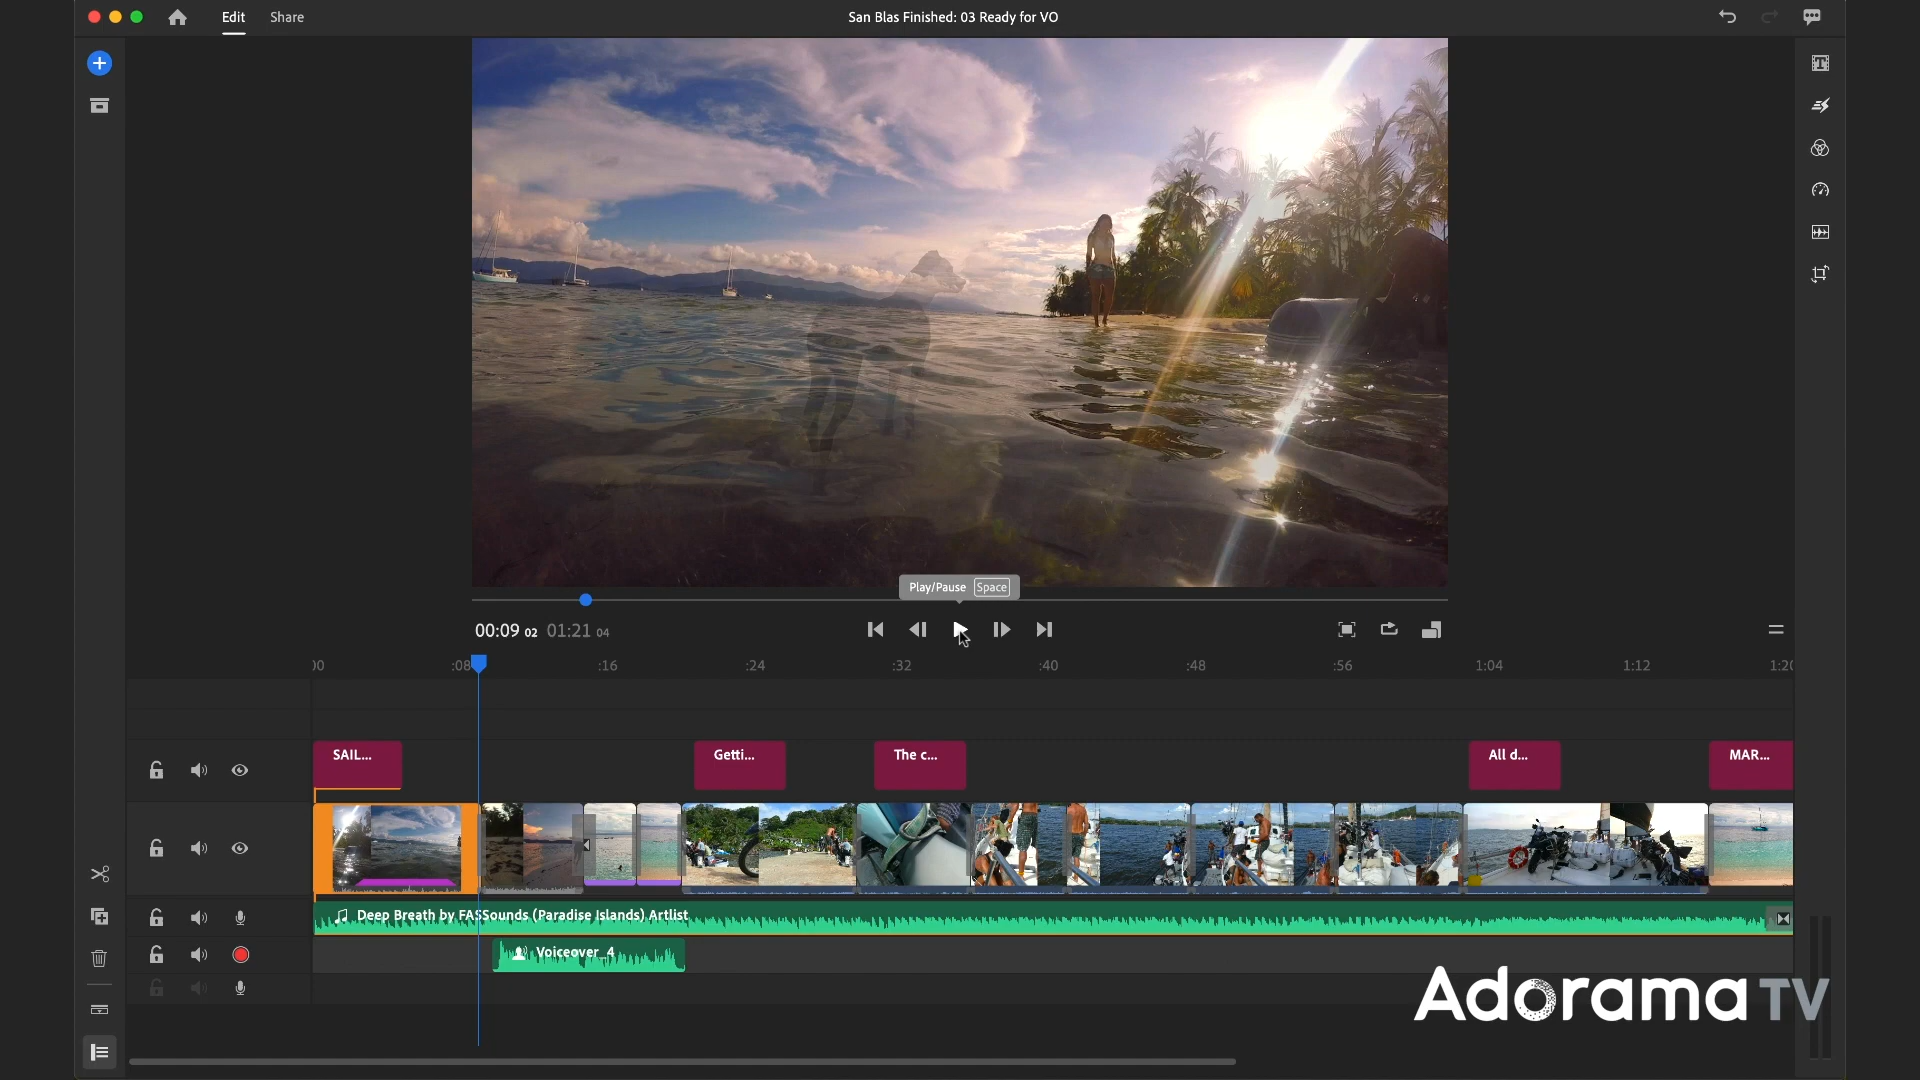 Edit
Share
San Blas Finished: 03 Ready for VO
Play/Pause Space
00:09 02 01:21 04
:08
:16
:24
:32
:40
:48
:56
1:04
1:12
SAIL...
Getti...
The c...
All d...
MAR...
Deep Breath by FASSounds (Paradise Islands) Artlist
Voiceover_4
Adorama TV